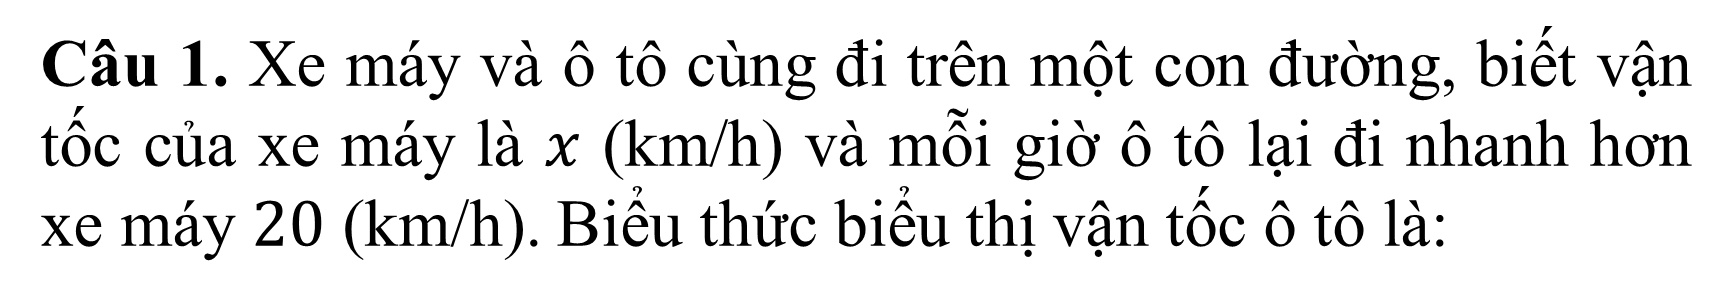 Câu 1. Xe máy và ô tô cùng đi trên một con đường, biết vận
tốc của xe máy là x (km/h) và mỗi giờ ô tô lại đi nhanh hơn
xe máy 20 (km/h). Biểu thức biểu thị vận tốc ô tô là: